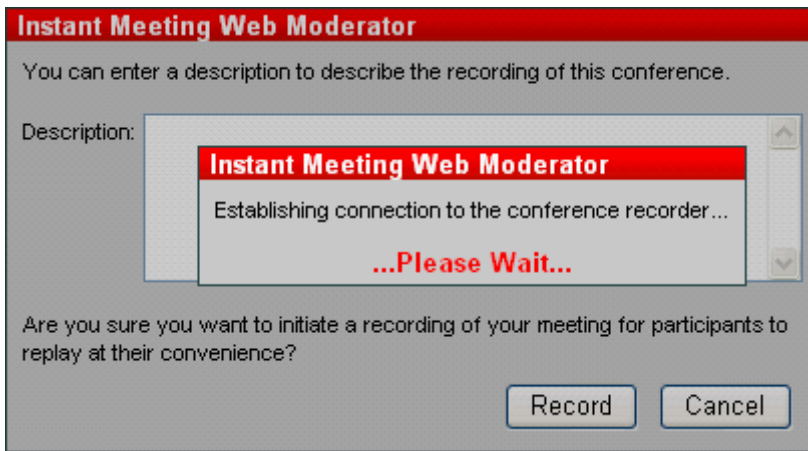 Instant Meeting Web Moderator
You can enter a description to describe the recording of this conference.
Description:
Instant Meeting Web Moderator
Establishing connection to the conference recorder...
...Please Wait...
Are you sure you want to initiate a recording of your meeting for participants to
replay at their convenience?
Record Cancel